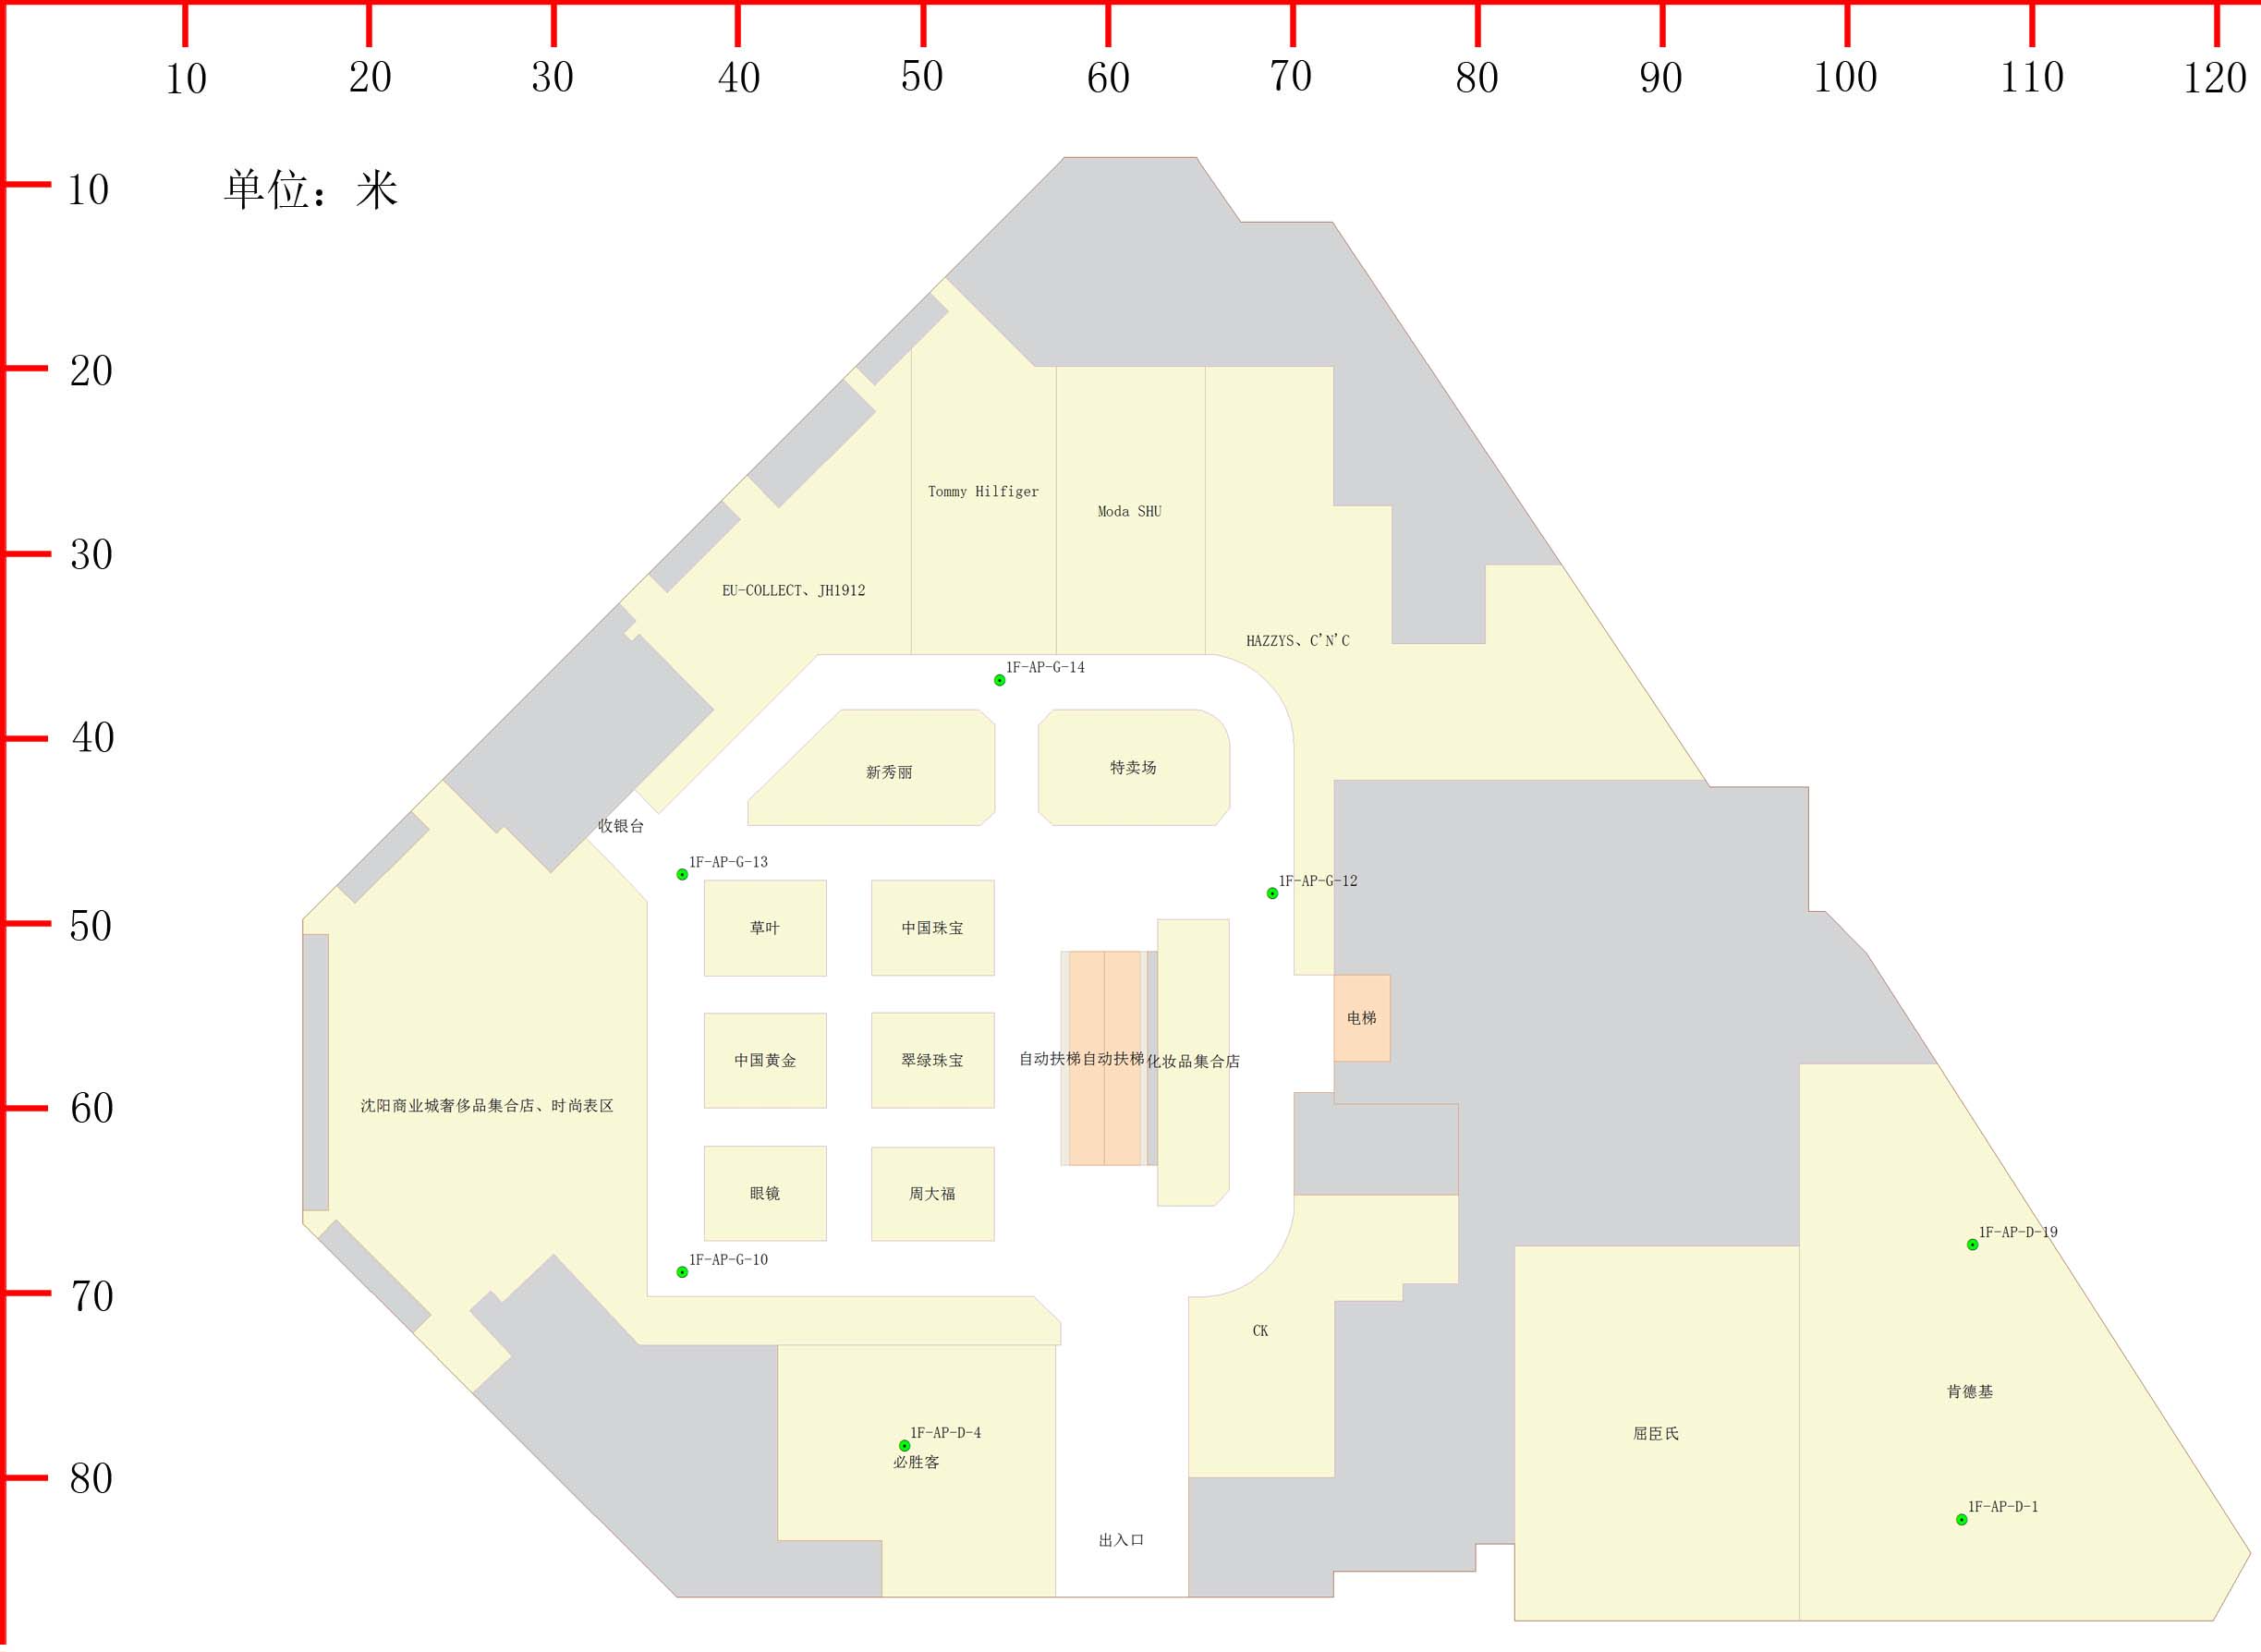 10 20 30 40 50 60 70 80 90 100 110 120
10
单位：米
20
Tommy Hilfiger
Moda SHU
30
EU-COLLECT、JH1912
HAZZYS、C'N'C
1F-AP-G-14
40
新秀丽
特卖场
收银台
1F-AP-G-13
1F-AP-G-12
50
草叶
中国珠宝
电梯
中国黄金
翠绿珠宝
自动扶梯
自动扶梯
化妆品集合店
60
沈阳商业城奢侈品集合店、时尚表区
眼镜
周大福
1F-AP-D-19
1F-AP-G-10
70
CK
肯德基
1F-AP-D-4
屈臣氏
必胜客
80
1F-AP-D-1
出入口